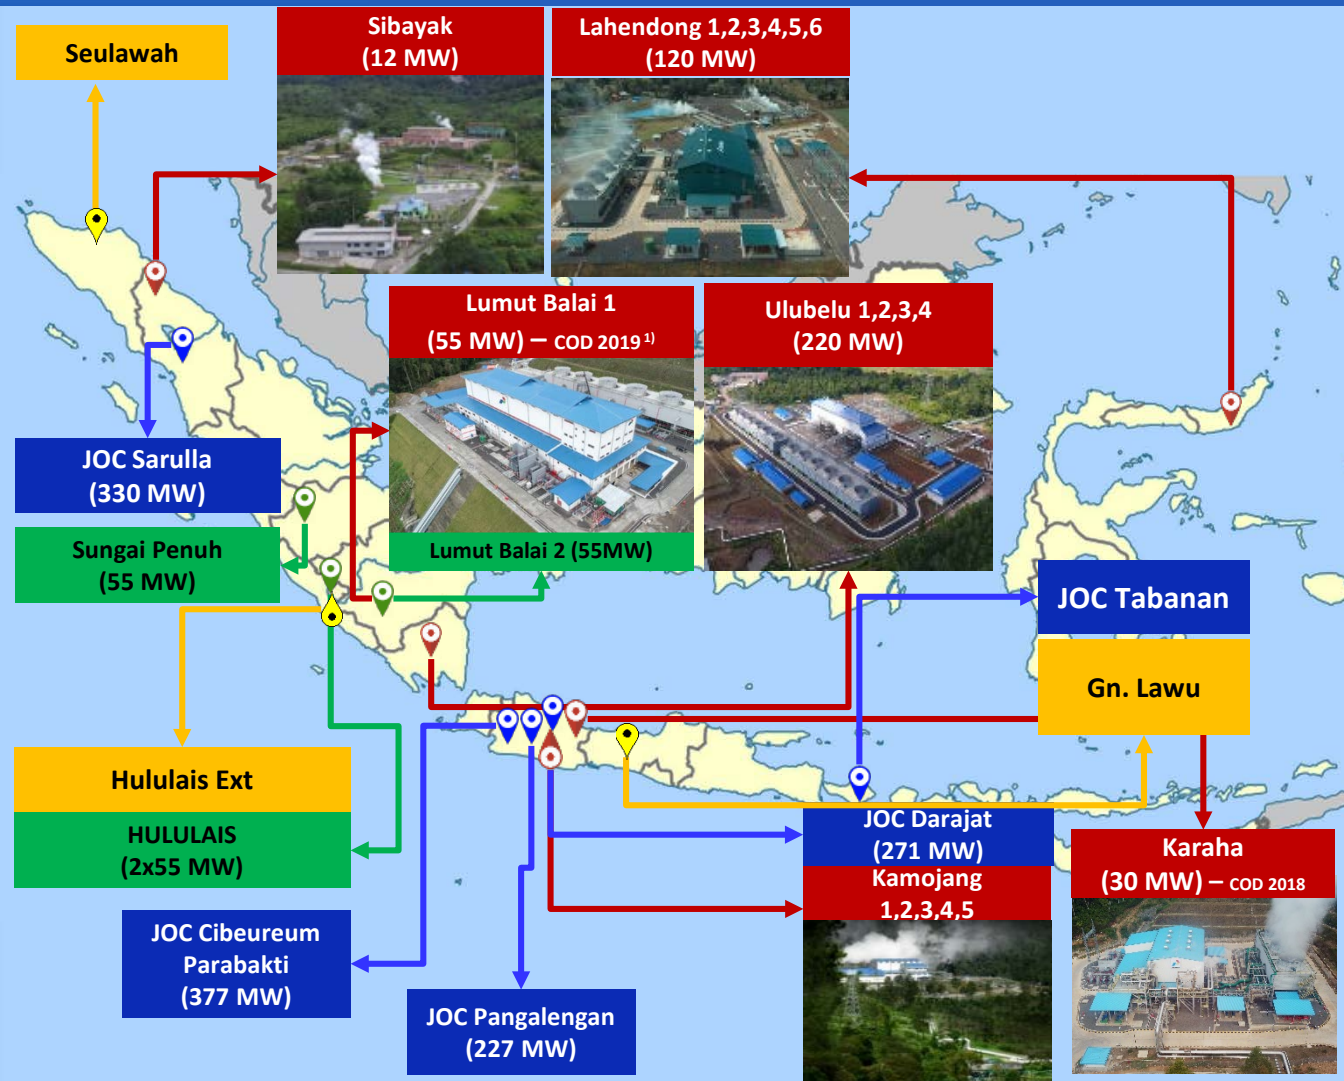 Seulawah
Sibayak
(12 MW)
Lahendong 1,2,3,4,5,6
(120 MW)
Lumut Balai 1
(55 MW) – COD 2019 1)
Lumut Balai 2 (55MW)
Ulubelu 1,2,3,4
(220 MW)
JOC Sarulla
(330 MW)
Sungai Penuh
(55 MW)
JOC Tabanan
Gn. Lawu
Hululais Ext
HULULAIS
(2x55 MW)
JOC Darajat
(271 MW)
Kamojang
1,2,3,4,5
Karaha
(30 MW) – COD 2018
JOC Cibeureum
Parabakti
(377 MW)
JOC Pangalengan
(227 MW)